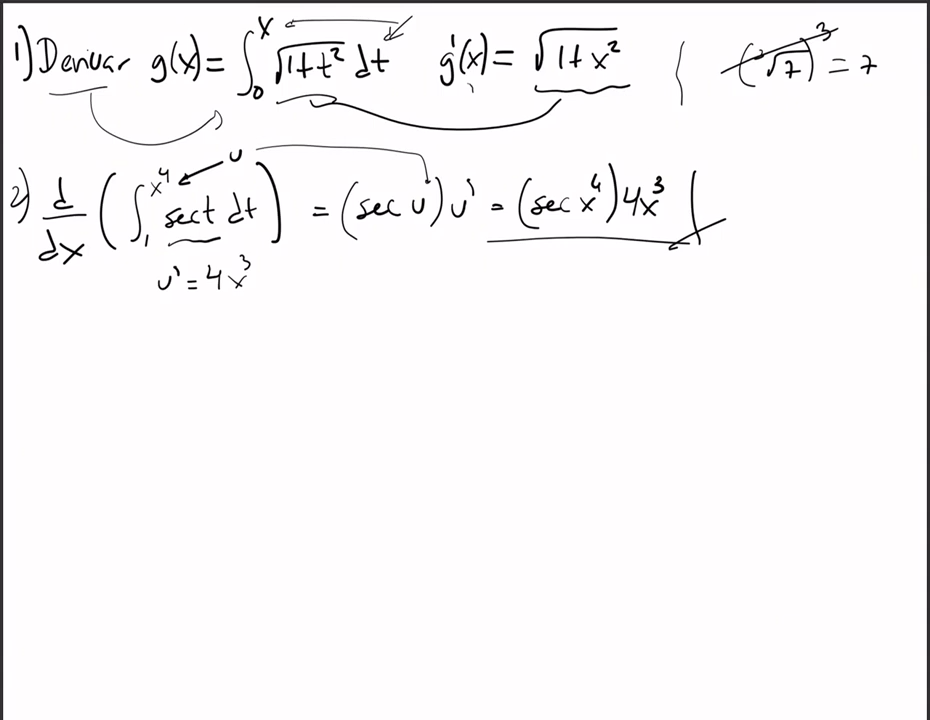 1) Derivar g(x) = ∫₀ˣ √(1+t²) dt g'(x) = √(1+x²) { (³√7)³ = 7
2) d/dx ( ∫₁^(x⁴) sec t dt ) = (sec u) u' = (sec x⁴) 4x³
u
u' = 4x³